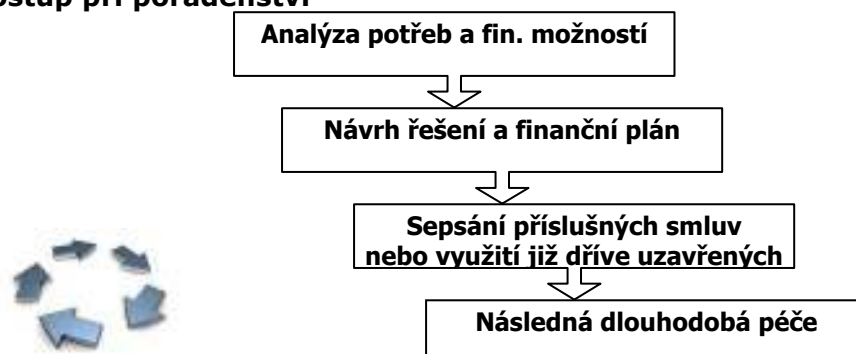 při poradenství
Analýza potřeb a fin. možností
Návrh řešení a finanční plán
Sepsání příslušných smluv
nebo využití již dříve uzavřených
Následná dlouhodobá péče